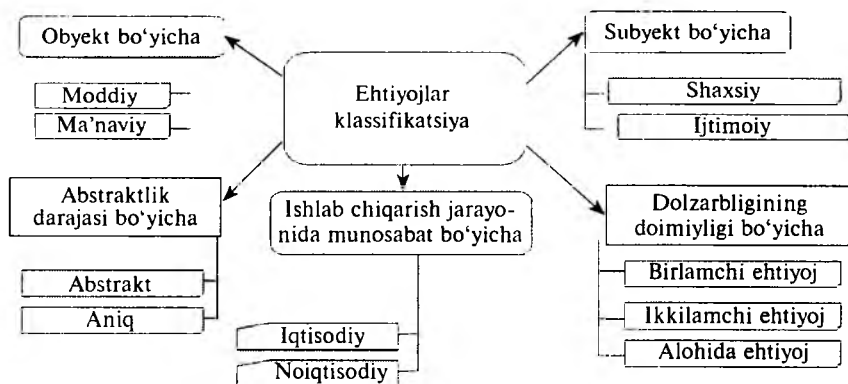 Obyekt bo‘yicha
Moddiy
Ma’naviy
Ehtiyojlar
klassifikatsiya
Subyekt bo‘yicha
Shaxsiy
Ijtimoiy
Abstraktlik
darajasi bo‘yicha
Abstrakt
Aniq
Ishlab chiqarish jarayo-
nida munosabat bo‘yicha
Iqtisodiy
Noiqtisodiy
Dolzarbligining
doimiyligi bo‘yicha
Birlamchi ehtiyoj
Ikkilamchi ehtiyoj
Alohida ehtiyoj